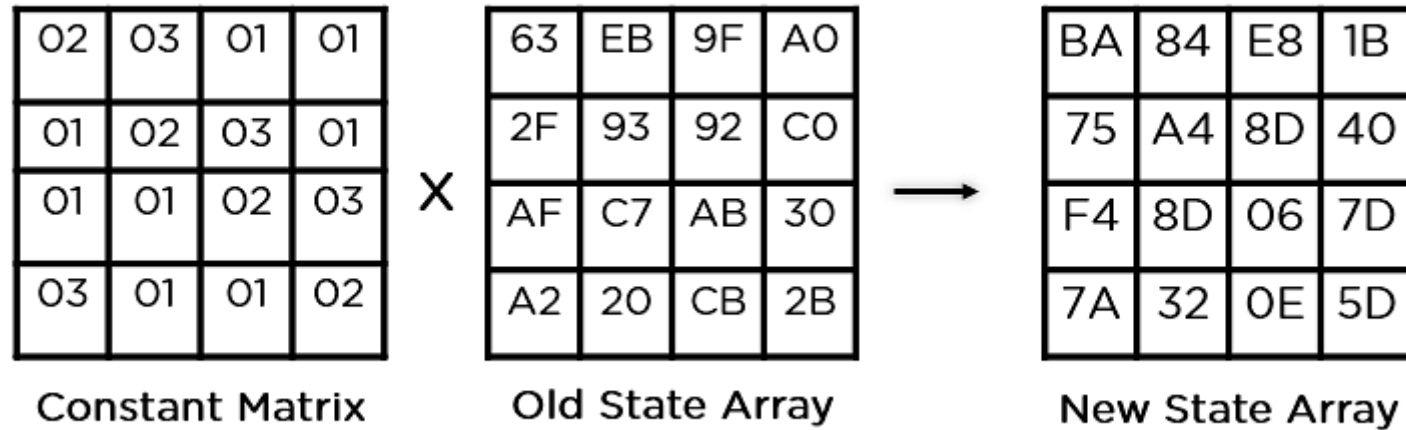 02 03 01 01 63 EB 9F A0 BA 84 E8 1B
01 02 03 01 2F 93 92 C0 75 A4 8D 40
01 01 02 03 X AF C7 AB 30 F4 8D 06 7D
03 01 01 02 A2 20 CB 2B 7A 32 0E 5D
Constant Matrix Old State Array New State Array